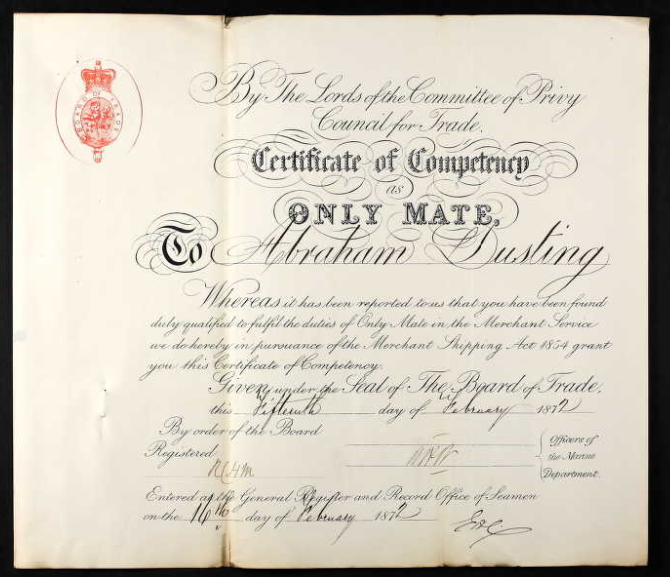 BOARD OF TRADE
By The Lords of the Committee of Privy
Council for Trade.
Certificate of Competency
as
ONLY MATE,
To Abraham Dusting
Whereas it has been reported to us that you have been found
duly qualified to fulfil the duties of Only Mate in the Merchant Service
we do hereby in pursuance of the Merchant Shipping Act 1854 grant
you this Certificate of Competency.
Given under the Seal of The Board of Trade.
this Fifteenth day of February 1872
By order of the Board
Registered
Officers of
the Marine
Department.
Entered at the General Register and Record Office of Seamen
on the 16th day of February 1872